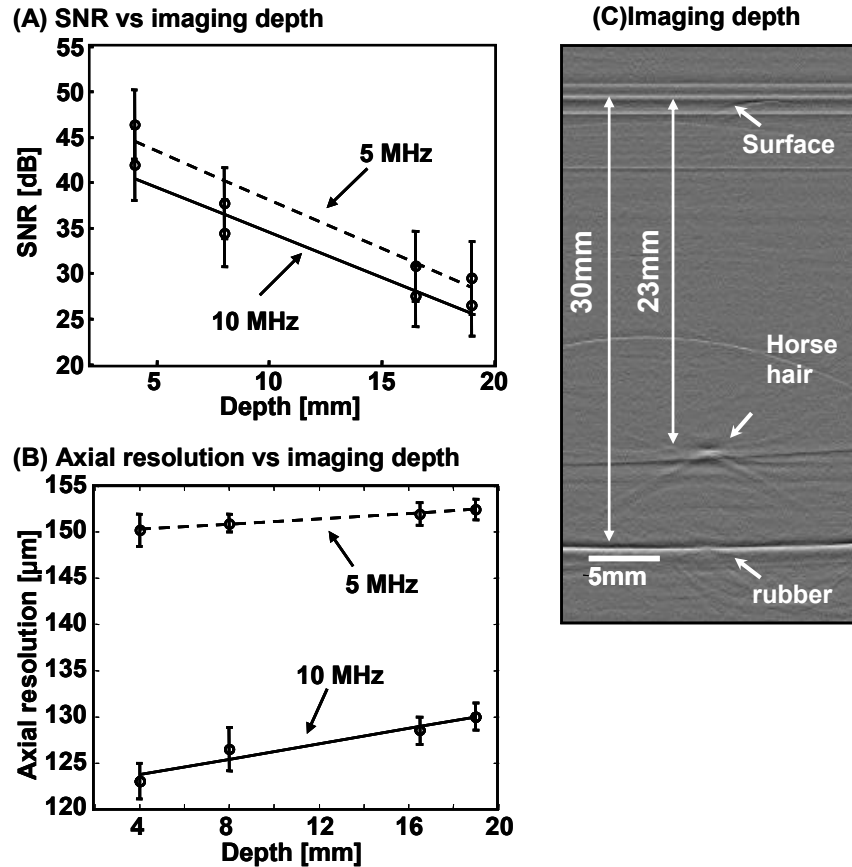 (A) SNR vs imaging depth
55
50
45
40
35
30
25
20
SNR [dB]
5 MHz
10 MHz
5
10
15
20
Depth [mm]
(B) Axial resolution vs imaging depth
155
150
145
140
135
130
125
120
Axial resolution [µm]
5 MHz
10 MHz
4
8
12
16
20
Depth [mm]
(C)Imaging depth
Surface
30mm
23mm
Horse
hair
5mm
rubber